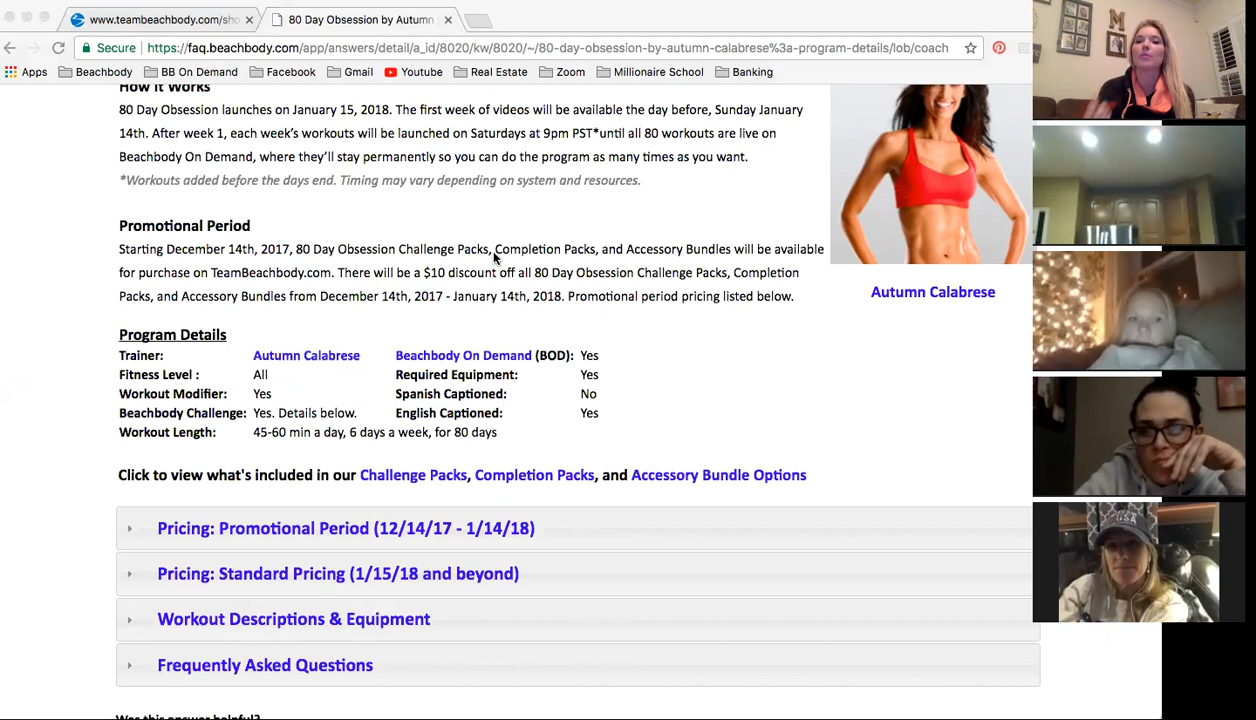 www.teambeachbody.com/sho
80 Day Obsession by Autumn
Secure
https://faq.beachbody.com/app/answers/detail/a_id/8020/kw/8020/~/80-day-obsession-by-autumn-calabrese%3a-program-details/lob/coach
Apps Beachbody BB On Demand Facebook Gmail Youtube Real Estate Zoom Millionaire School Banking
How It Works
80 Day Obsession launches on January 15, 2018. The first week of videos will be available the day before, Sunday January
14th. After week 1, each week's workouts will be launched on Saturdays at 9pm PST*until all 80 workouts are live on
Beachbody On Demand, where they'll stay permanently so you can do the program as many times as you want.
*Workouts added before the days end. Timing may vary depending on system and resources.
Promotional Period
Starting December 14th, 2017, 80 Day Obsession Challenge Packs, Completion Packs, and Accessory Bundles will be available
for purchase on TeamBeachbody.com. There will be a $10 discount off all 80 Day Obsession Challenge Packs, Completion
Packs, and Accessory Bundles from December 14th, 2017 - January 14th, 2018. Promotional period pricing listed below.
Autumn Calabrese
Program Details
Trainer: Autumn Calabrese Beachbody On Demand (BOD): Yes
Fitness Level : All Required Equipment: Yes
Workout Modifier: Yes Spanish Captioned: No
Beachbody Challenge: Yes. Details below. English Captioned: Yes
Workout Length: 45-60 min a day, 6 days a week, for 80 days
Click to view what's included in our Challenge Packs, Completion Packs, and Accessory Bundle Options
Pricing: Promotional Period (12/14/17 - 1/14/18)
Pricing: Standard Pricing (1/15/18 and beyond)
Workout Descriptions & Equipment
Frequently Asked Questions
Was this answer helpful?
M
USA